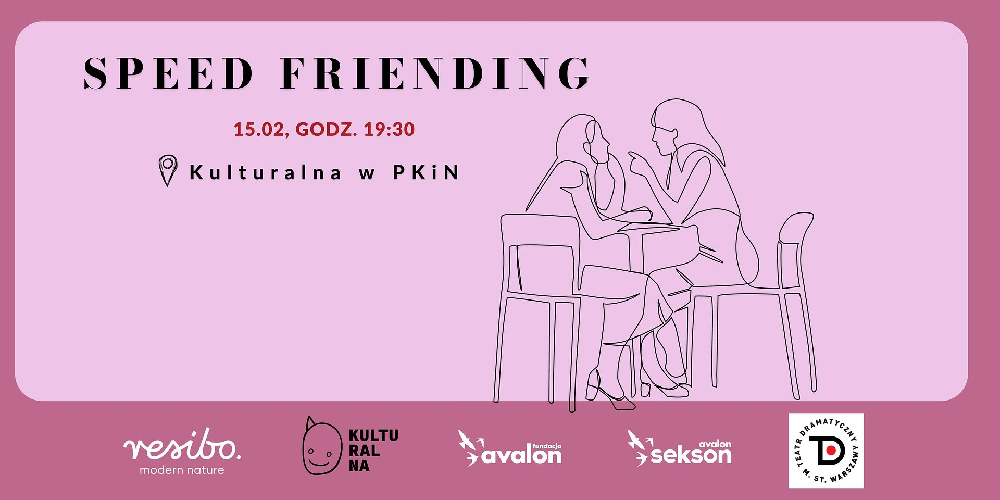 SPEED FRIENDING
15.02, GODZ. 19:30
Kulturalna w PKiN
resibo.
modern nature
KULTU
RAL
NA
fundacja
avalon
avalon
sekson
TEATR DRAMATYCZNY M. ST. WARSZAWY
TD